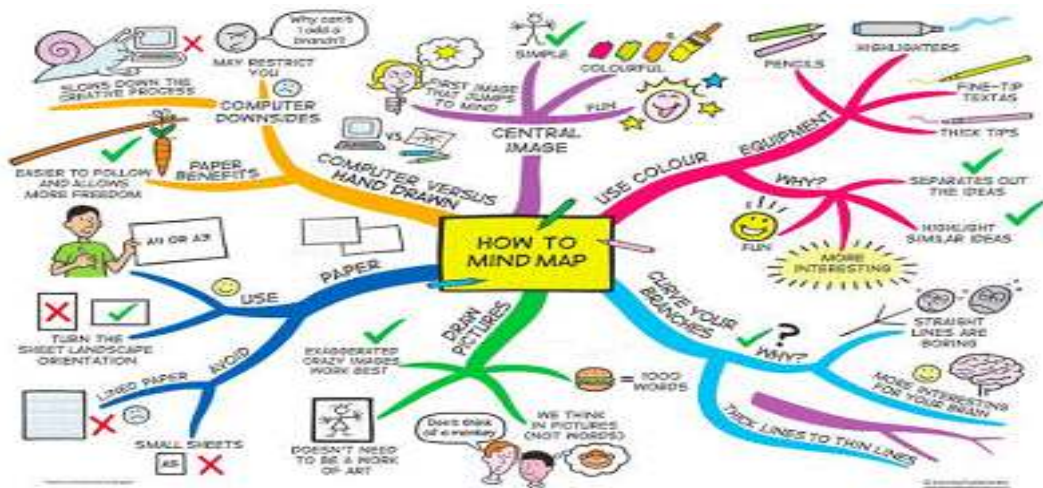 HOW TO
MIND MAP
CENTRAL
IMAGE
SIMPLE
COLOURFUL
FUN
FIRST IMAGE
THAT JUMPS
TO MIND
USE COLOUR
EQUIPMENT
PENCILS
HIGHLIGHTERS
FINE-TIP
TEXTAS
THICK TIPS
WHY?
SEPARATES OUT
THE IDEAS
HIGHLIGHT
SIMILAR IDEAS
MORE
INTERESTING
FUN
CURVE YOUR
BRANCHES
WHY?
STRAIGHT
LINES ARE
BORING
MORE INTERESTING
FOR YOUR BRAIN
THICK LINES TO THIN LINES
DRAW
PICTURES
EXAGGERATED
CRAZY IMAGES
WORK BEST
= 1000
WORDS
WE THINK
IN PICTURES
(NOT WORDS)
Don't think
of a monkey
DOESN'T NEED
TO BE A WORK
OF ART
PAPER
USE
A4 OR A3!
TURN THE
SHEET LANDSCAPE
ORIENTATION
AVOID
LINED PAPER
SMALL SHEETS
A5
COMPUTER VERSUS
HAND DRAWN
VS
COMPUTER
DOWNSIDES
MAY RESTRICT
YOU
Why can't
I add a
branch?
SLOWS DOWN THE
CREATIVE PROCESS
PAPER
BENEFITS
EASIER TO FOLLOW
AND ALLOWS
MORE FREEDOM